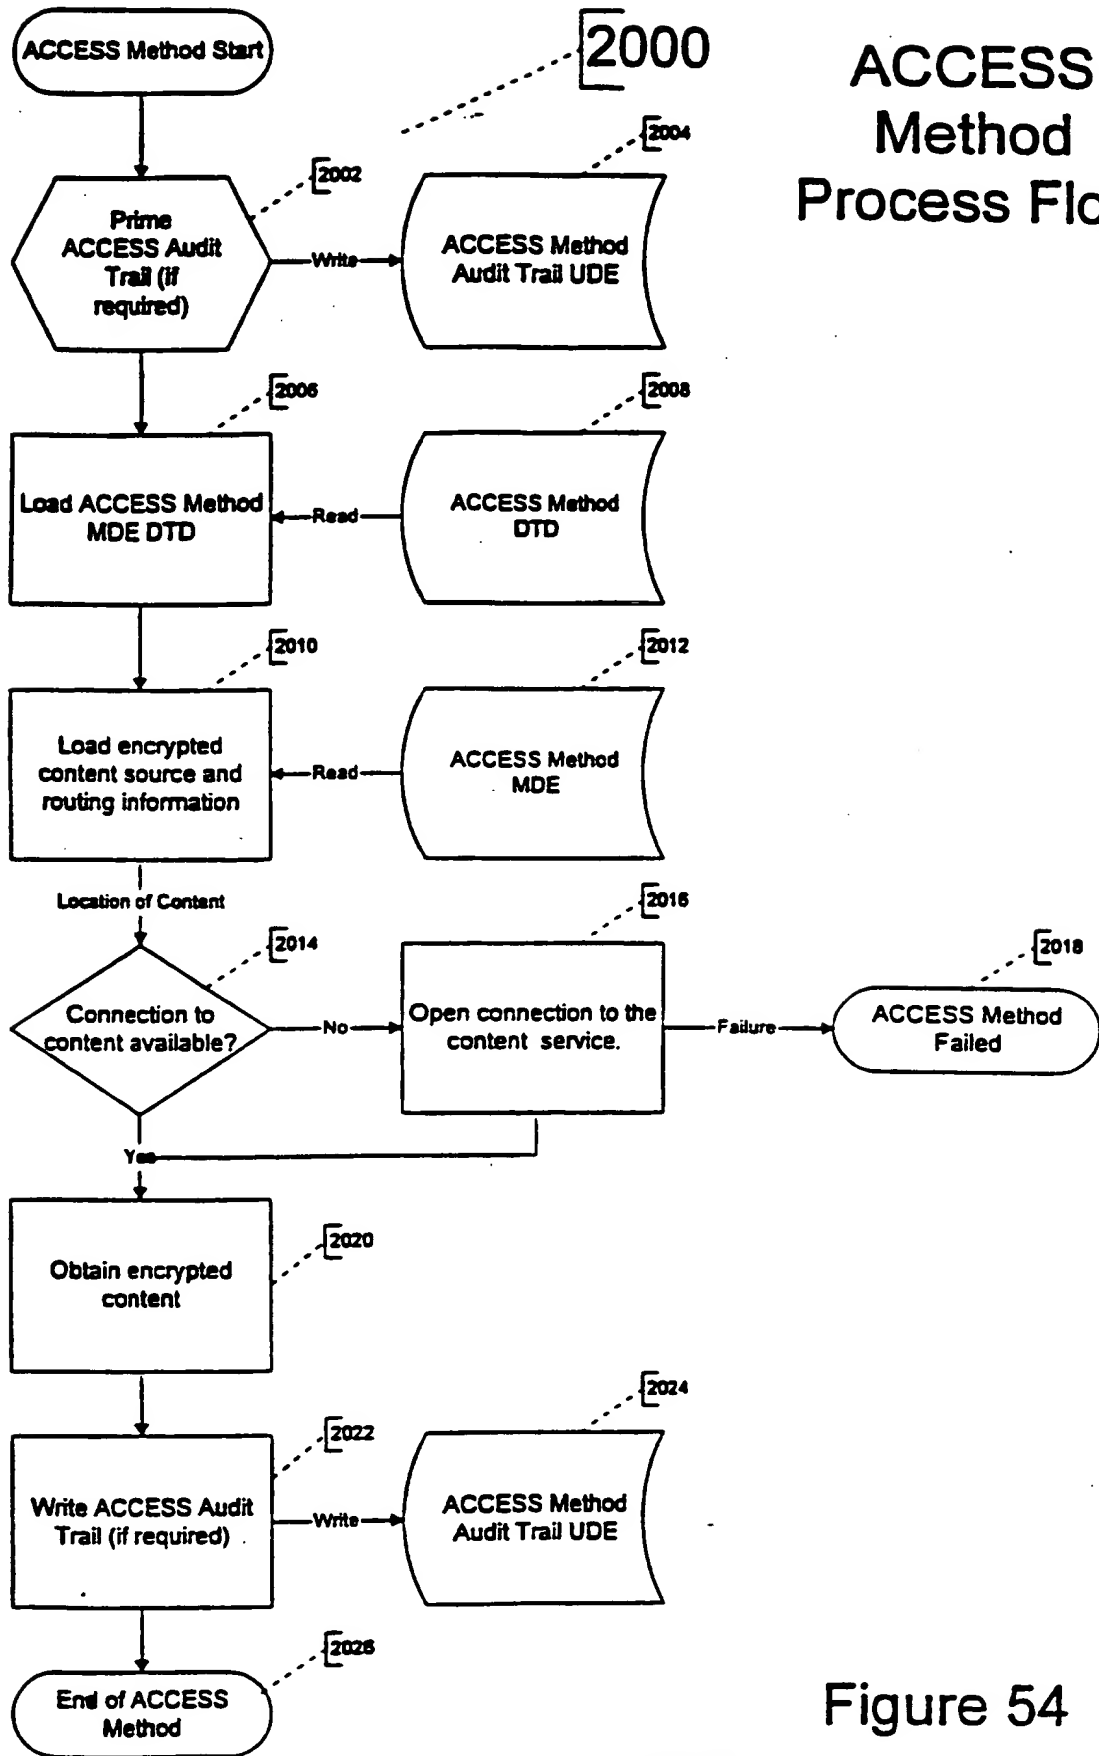 ACCESS Method Start
2000
ACCESS
Method
Process Flo
2002
2004
Prime
ACCESS Audit
Trail (if
required)
Write
ACCESS Method
Audit Trail UDE
2006
2008
Load ACCESS Method
MDE DTD
Read
ACCESS Method
DTD
2010
2012
Load encrypted
content source and
routing information
Read
ACCESS Method
MDE
Location of Content
2014
2016
2018
Connection to
content available?
No
Open connection to the
content service.
Failure
ACCESS Method
Failed
Yes
2020
Obtain encrypted
content
2022
2024
Write ACCESS Audit
Trail (if required)
Write
ACCESS Method
Audit Trail UDE
2026
End of ACCESS
Method
Figure 54